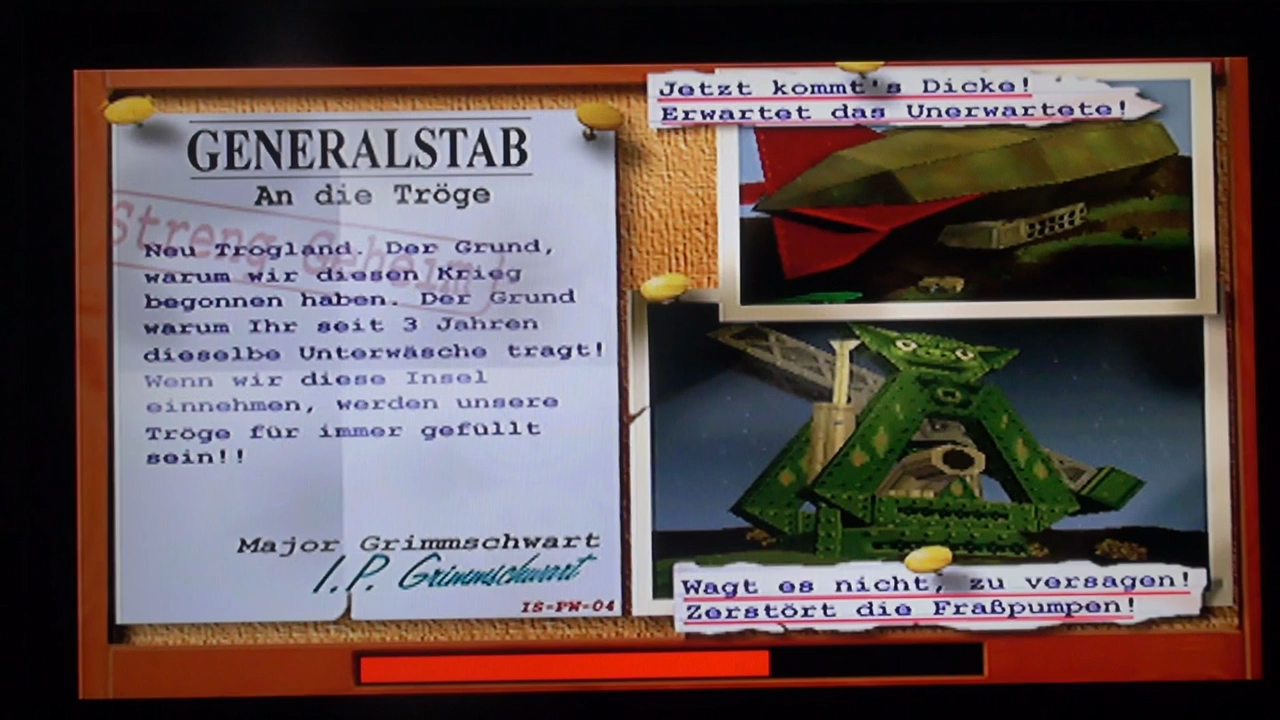 GENERALSTAB
An die Tröge
Streng Geheim!
Neu Trogland. Der Grund,
warum wir diesen Krieg
begonnen haben. Der Grund
warum Ihr seit 3 Jahren
dieselbe Unterwäsche tragt!
Wenn wir diese Insel
einnehmen, werden unsere
Tröge für immer gefüllt
sein!!
Major Grimmschwart
I.P. Grimmschwart
IS-PW-04
Jetzt kommt's Dicke!
Erwartet das Unerwartete!
Wagt es nicht, zu versagen!
Zerstört die Fraßpumpen!